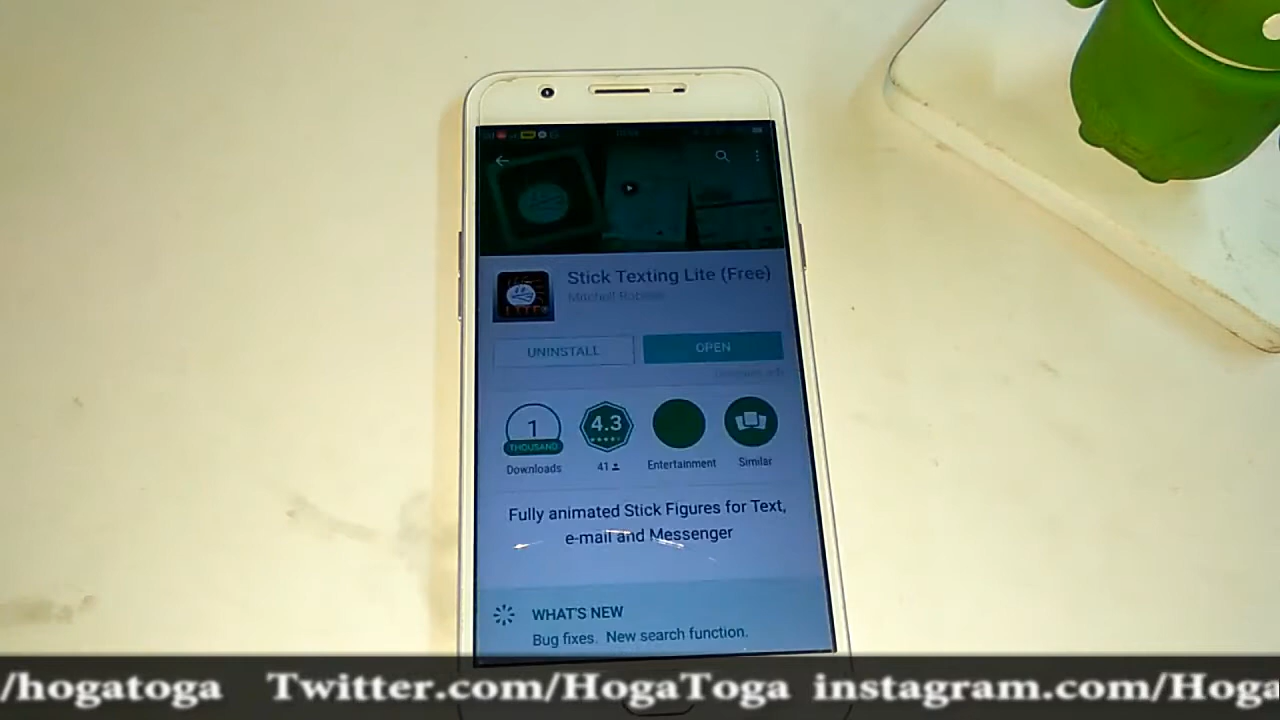 Stick Texting Lite (Free)
UNINSTALL
OPEN
1
THOUSAND
Downloads
4.3
41
Entertainment
Similar
Fully animated Stick Figures for Text,
e-mail and Messenger
WHAT'S NEW
Bug fixes. New search function.
/hogatoga Twitter.com/HogaToga instagram.com/Hoga